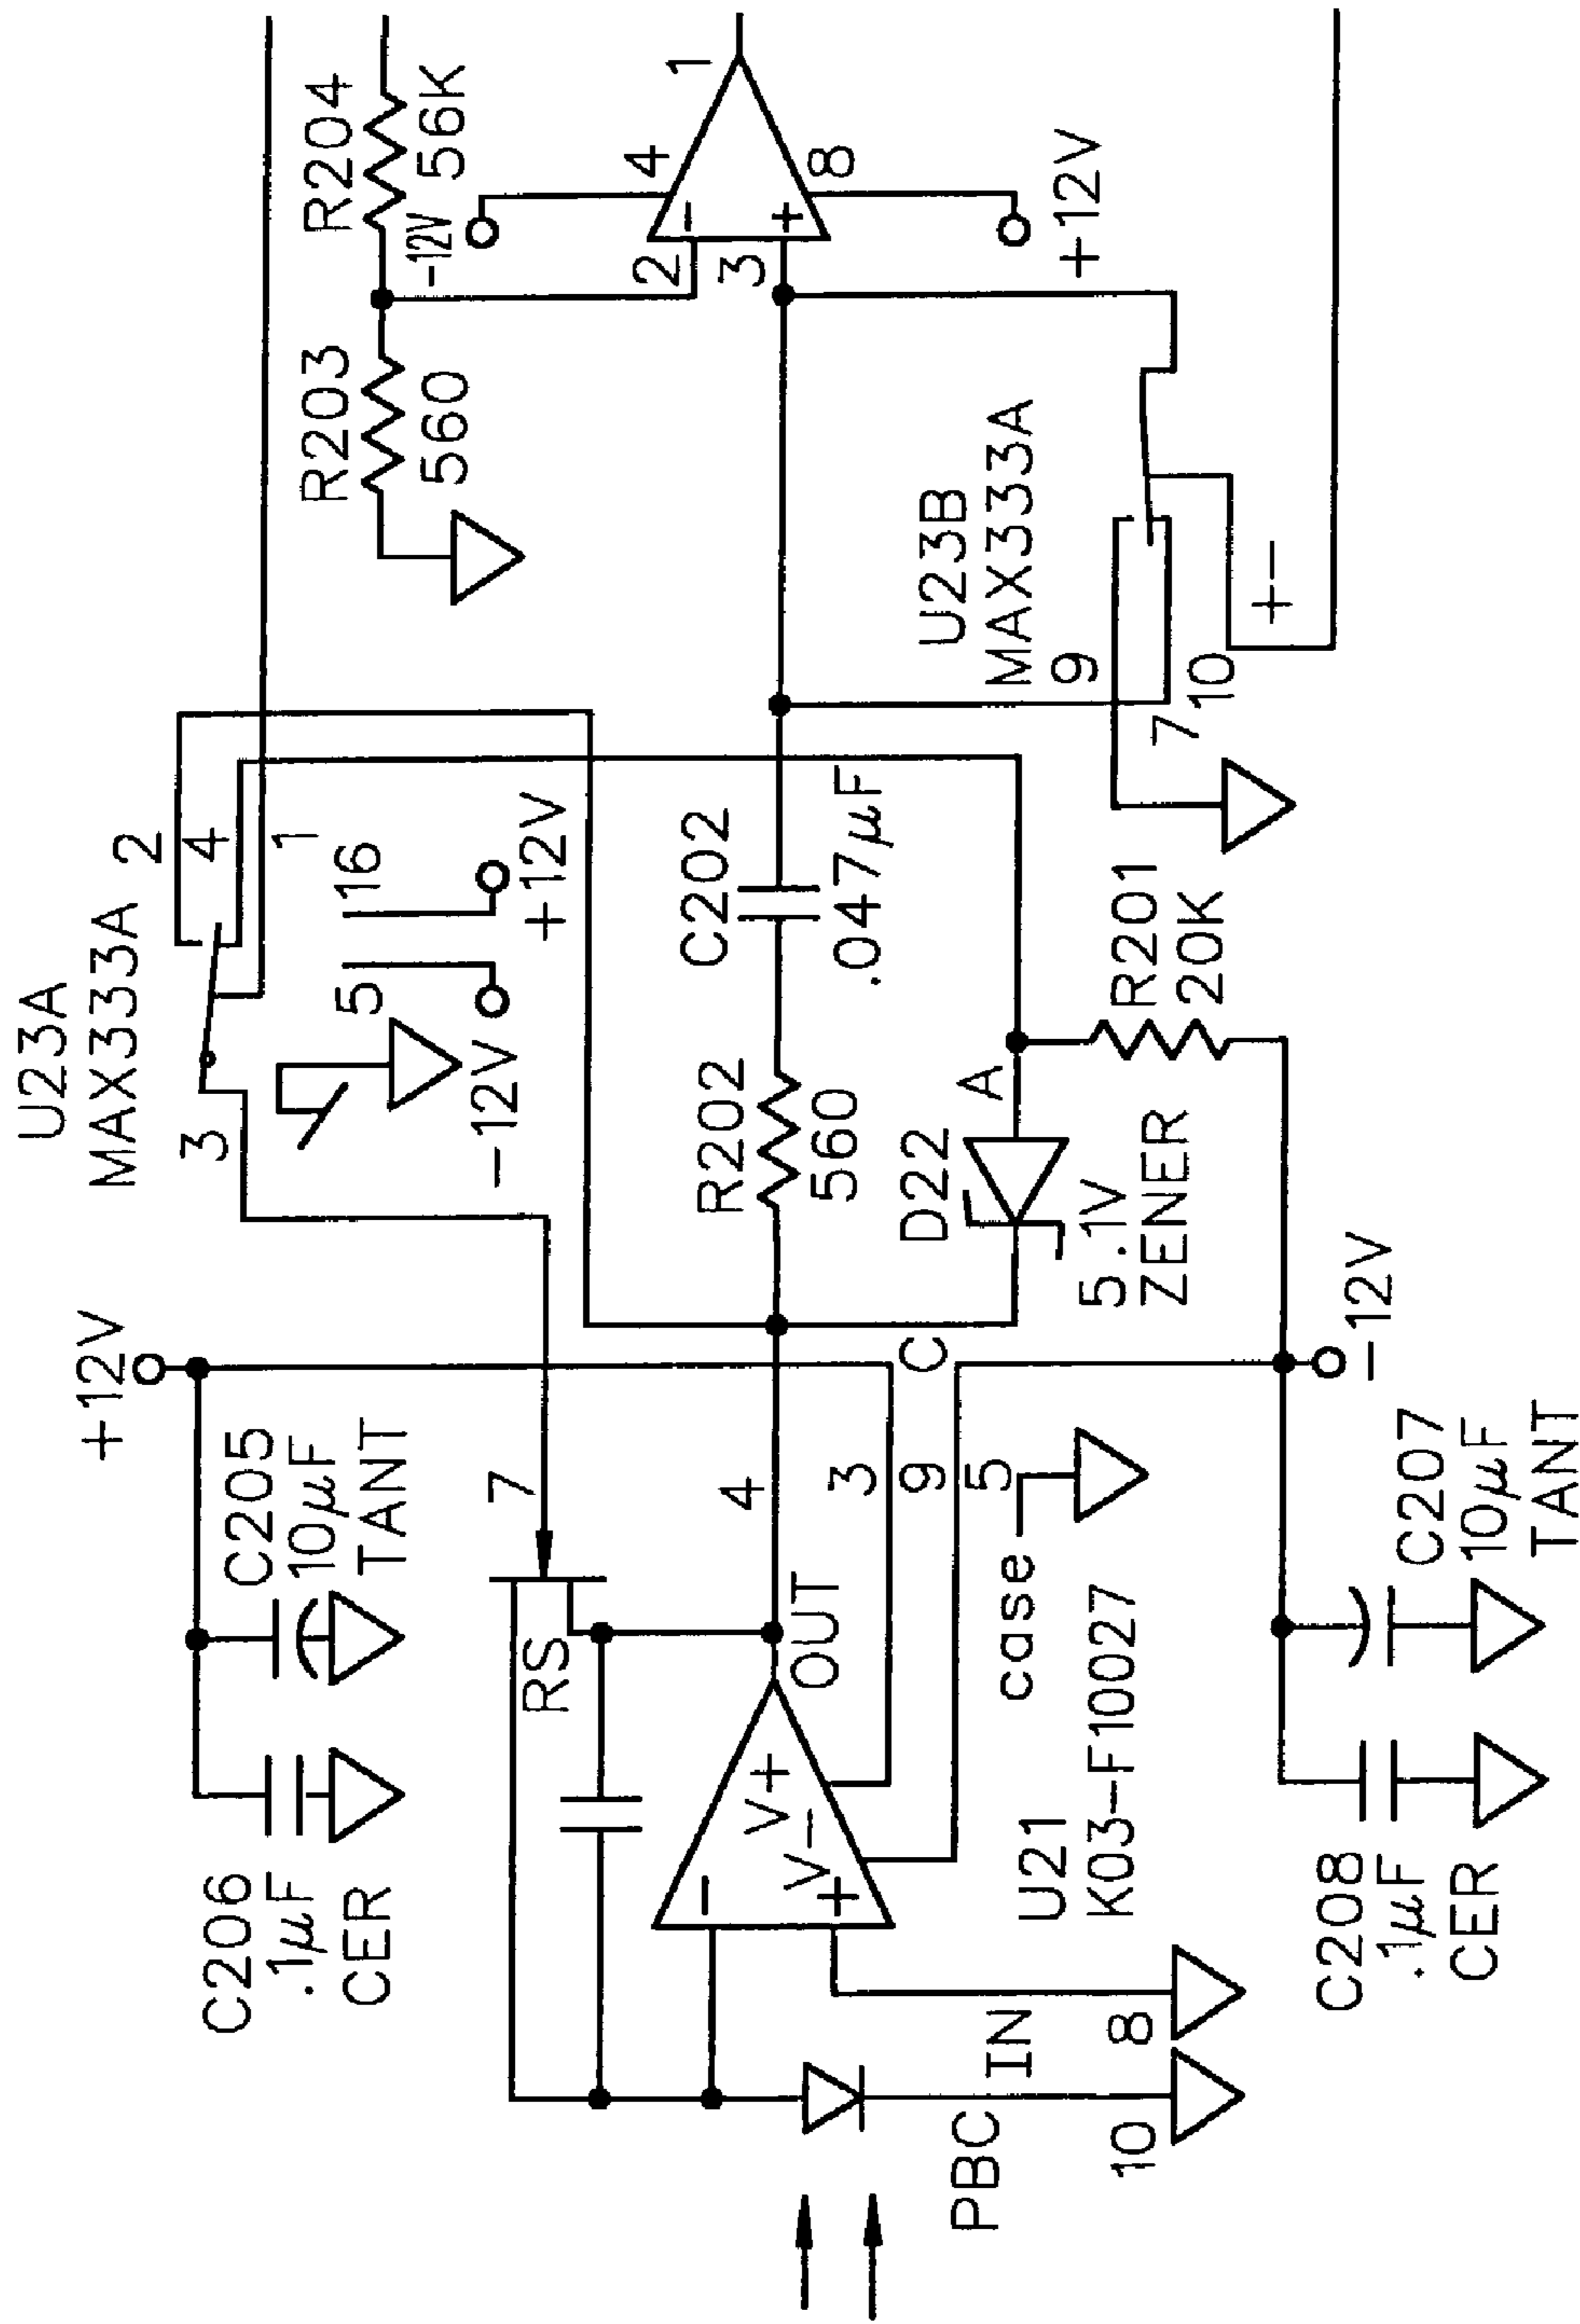 U23A
MAX333A
3
2
4
1
5
16
-12V
+12V
R203
560
R204
56K
-12V
4
2
3
1
8
+12V
+12V
C205
10µF
TANT
C206
.1µF
CER
7
RS
4
OUT
3
9
5
C
case
V+
V-
-
+
-
+
U21
K03-F10027
PBC
IN
10
8
R202
560
C202
.047µF
D22
5.1V
ZENER
A
R201
20K
U23B
MAX333A
9
7
10
+-
-12V
C207
10µF
TANT
C208
.1µF
CER